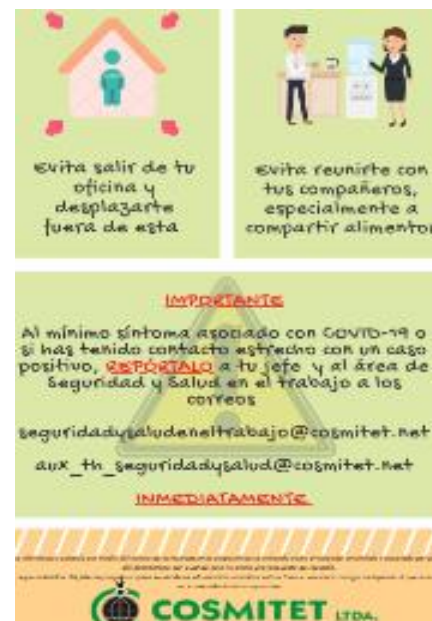 Evita salir de tu
oficina y
desplazarte
fuera de esta
Evita reunirte con
tus compañeros,
especialmente a
compartir alimentos
IMPORTANTE
Al mínimo síntoma asociado con COVID-19 o
si has tenido contacto estrecho con un caso
positivo, REPÓRTALO a tu jefe y al área de
Seguridad y Salud en el trabajo a los
correos
seguridadysaludeneltrabajo@cosmitet.net
aux_th_seguridadysalud@cosmitet.net
INMEDIATAMENTE
COSMITET LTDA.